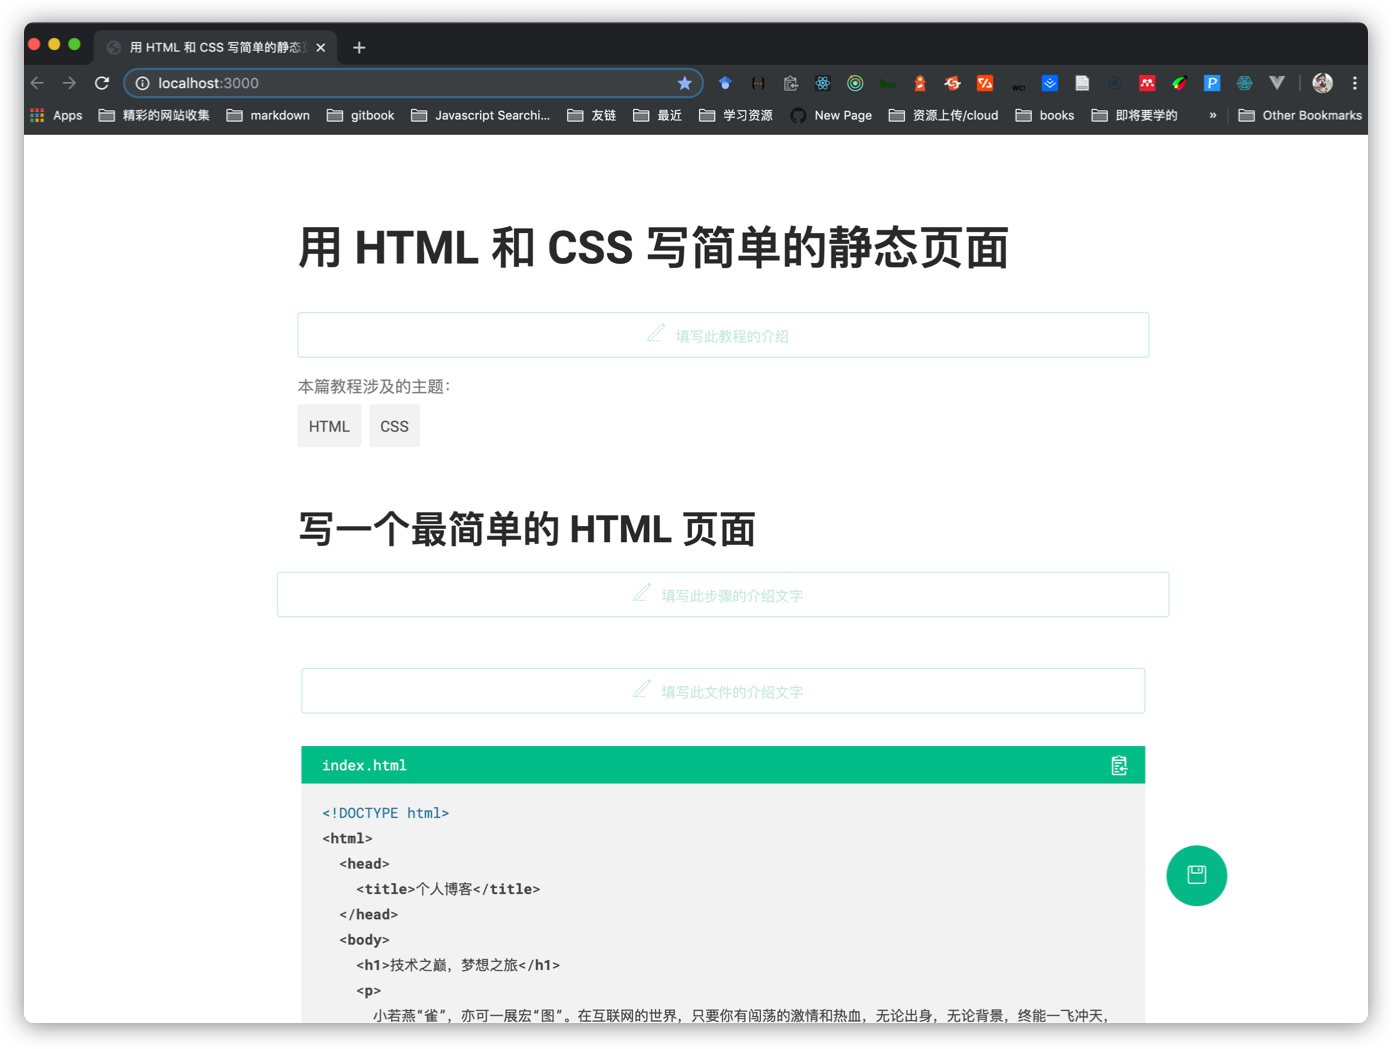 用 HTML 和 CSS 写简单的静态
localhost:3000
Apps 精彩的网站收集 markdown gitbook Javascript Searchi... 友链 最近 学习资源 New Page 资源上传/cloud books 即将要学的 » Other Bookmarks
用 HTML 和 CSS 写简单的静态页面
填写此教程的介绍
本篇教程涉及的主题：
HTML CSS
写一个最简单的 HTML 页面
填写此步骤的介绍文字
填写此文件的介绍文字
index.html
<!DOCTYPE html>
<html>
<head>
<title>个人博客</title>
</head>
<body>
<h1>技术之巅，梦想之旅</h1>
<p>
小若燕“雀”，亦可一展宏“图”。在互联网的世界，只要你有闯荡的激情和热血，无论出身，无论背景，终能一飞冲天，